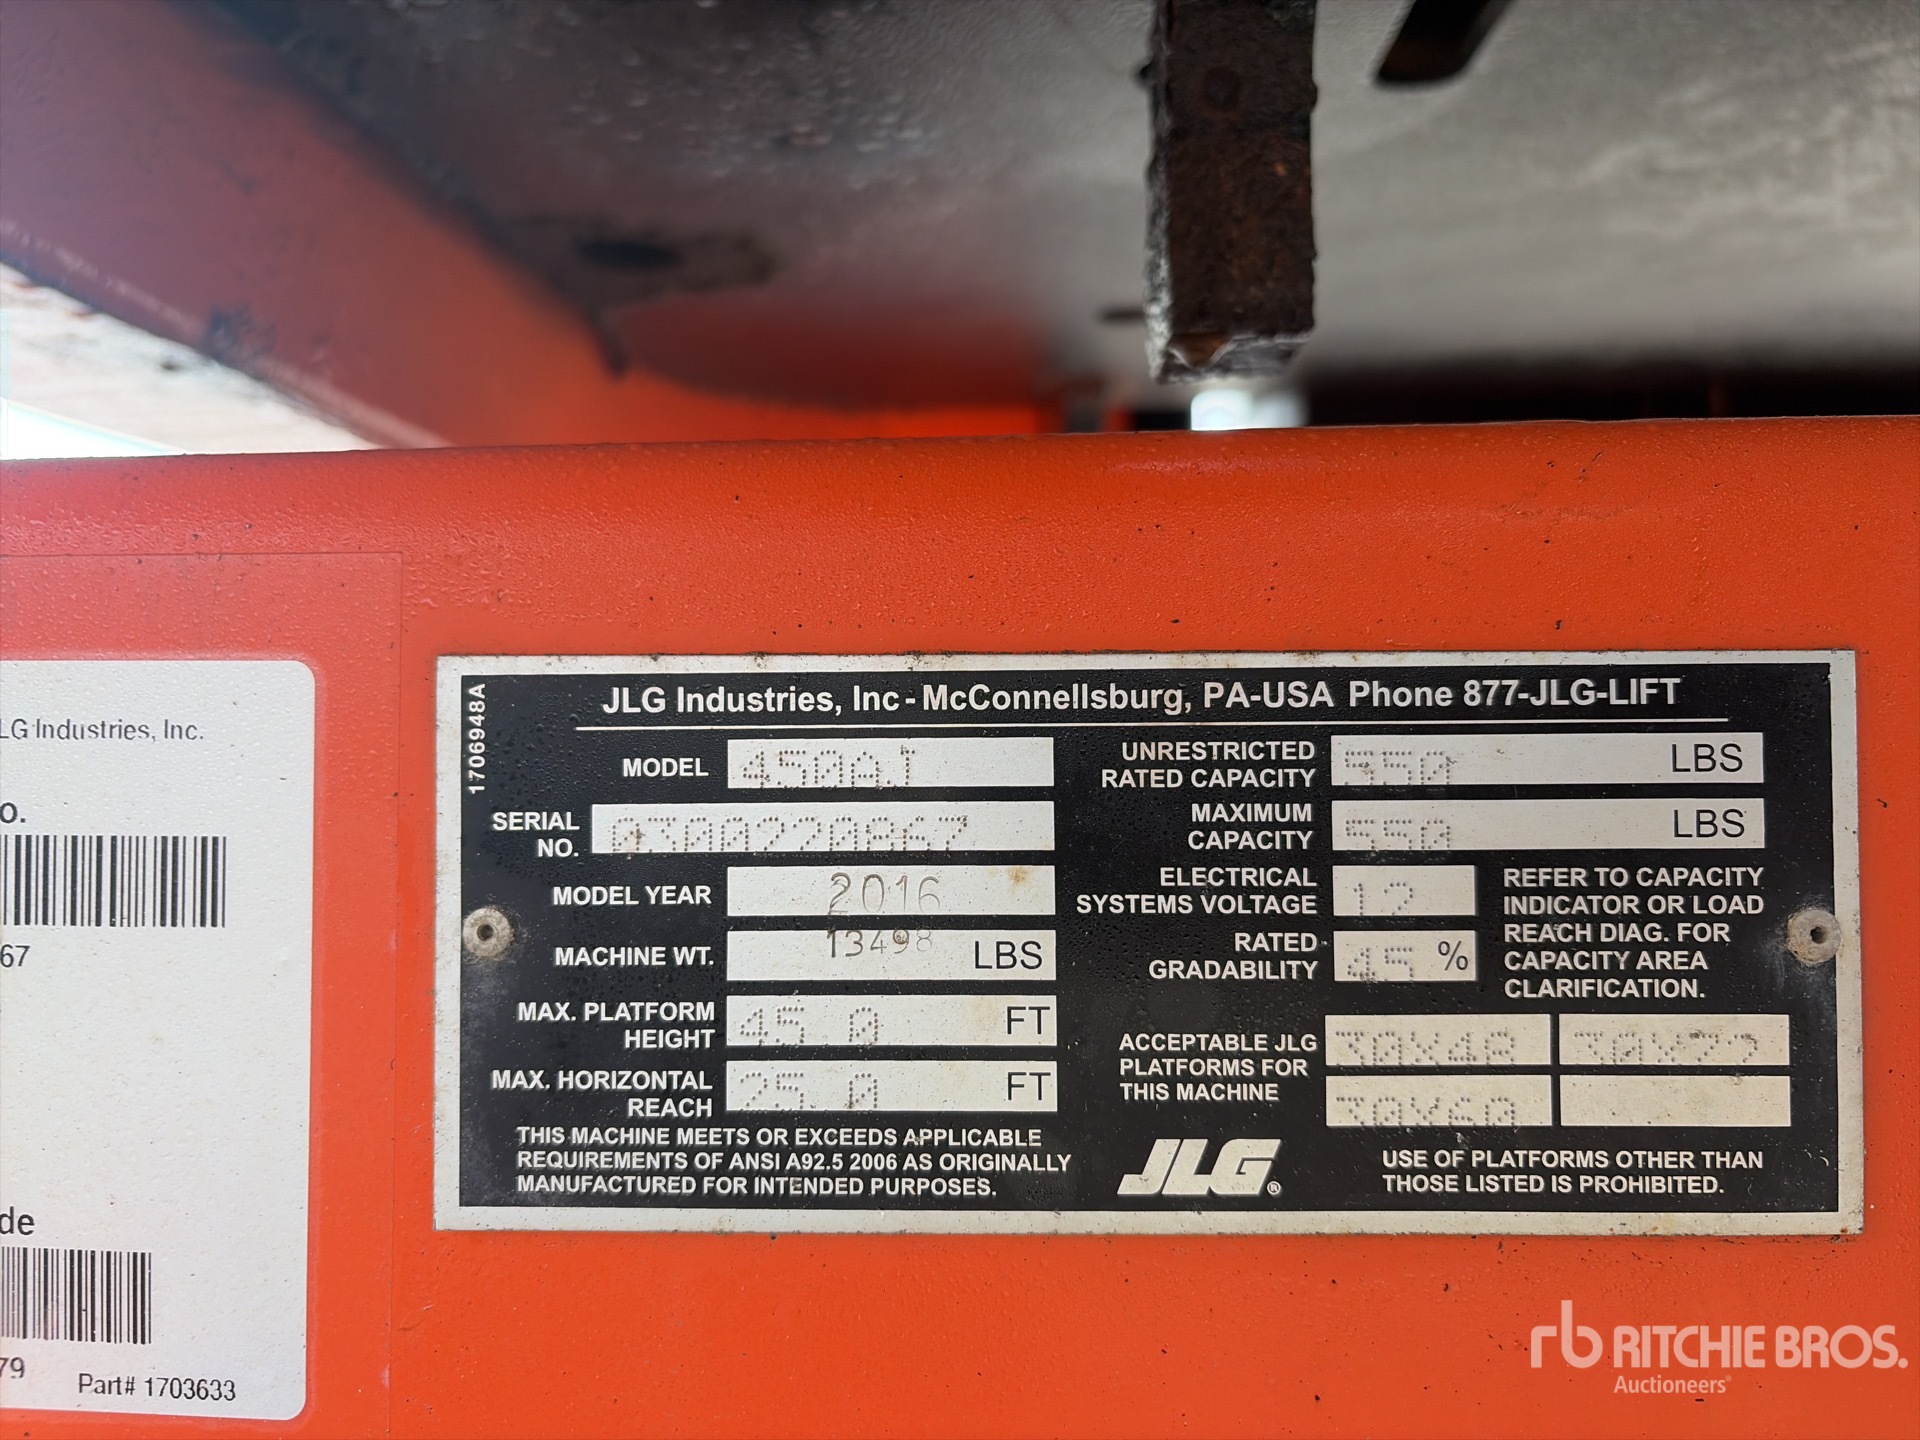 LG Industries, Inc.
o.
67
de
79
Part# 1703633
1706948A
JLG Industries, Inc - McConnellsburg, PA-USA Phone 877-JLG-LIFT
MODEL 450AJ
SERIAL NO. 0300220867
MODEL YEAR 2016
MACHINE WT. 13498 LBS
MAX. PLATFORM HEIGHT 45.0 FT
MAX. HORIZONTAL REACH 25.0 FT
THIS MACHINE MEETS OR EXCEEDS APPLICABLE
REQUIREMENTS OF ANSI A92.5 2006 AS ORIGINALLY
MANUFACTURED FOR INTENDED PURPOSES.
UNRESTRICTED RATED CAPACITY 550 LBS
MAXIMUM CAPACITY 550 LBS
ELECTRICAL SYSTEMS VOLTAGE 12
RATED GRADABILITY 45 %
REFER TO CAPACITY
INDICATOR OR LOAD
REACH DIAG. FOR
CAPACITY AREA
CLARIFICATION.
ACCEPTABLE JLG
PLATFORMS FOR
THIS MACHINE
30X48 30X72
30X60
JLG®
USE OF PLATFORMS OTHER THAN
THOSE LISTED IS PROHIBITED.
rb RITCHIE BROS.
Auctioneers